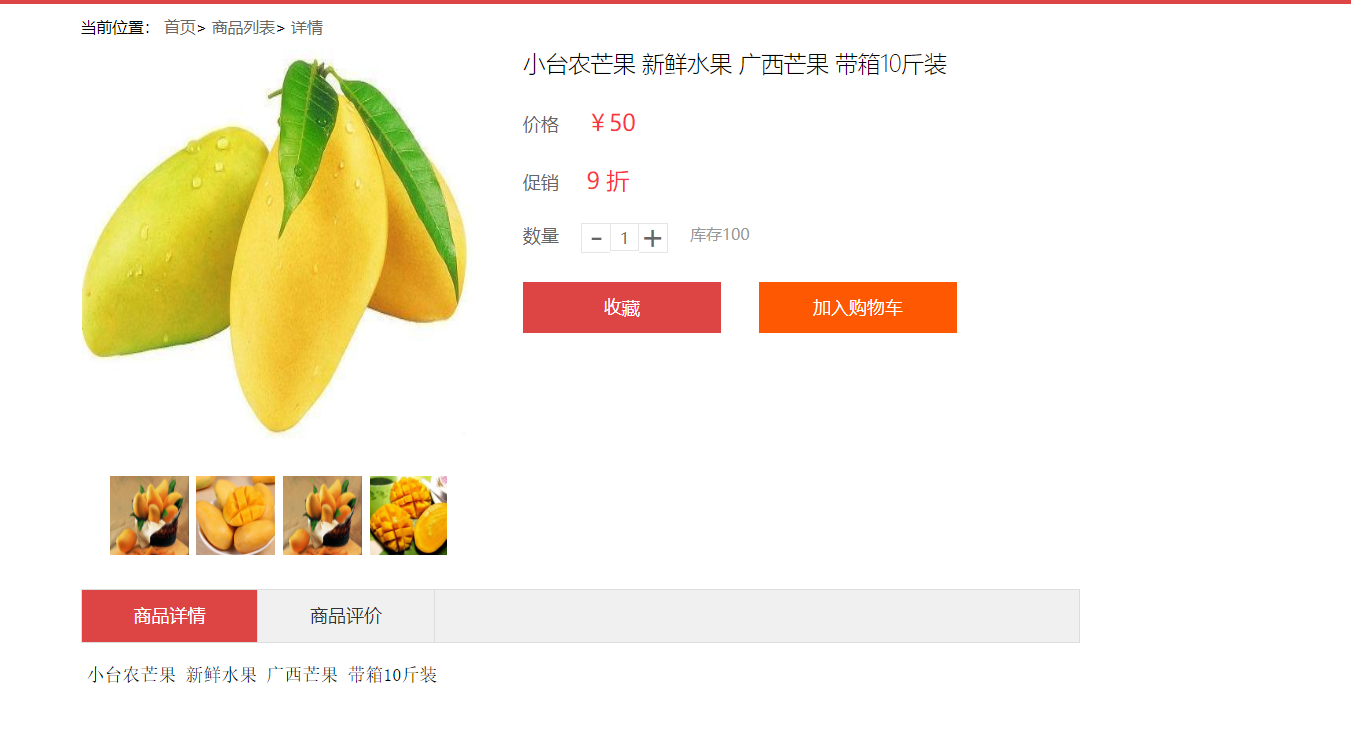 当前位置： 首页> 商品列表> 详情
小台农芒果 新鲜水果 广西芒果 带箱10斤装
价格 ￥50
促销 9 折
数量 - 1 + 库存100
收藏 加入购物车
商品详情 商品评价
小台农芒果 新鲜水果 广西芒果 带箱10斤装